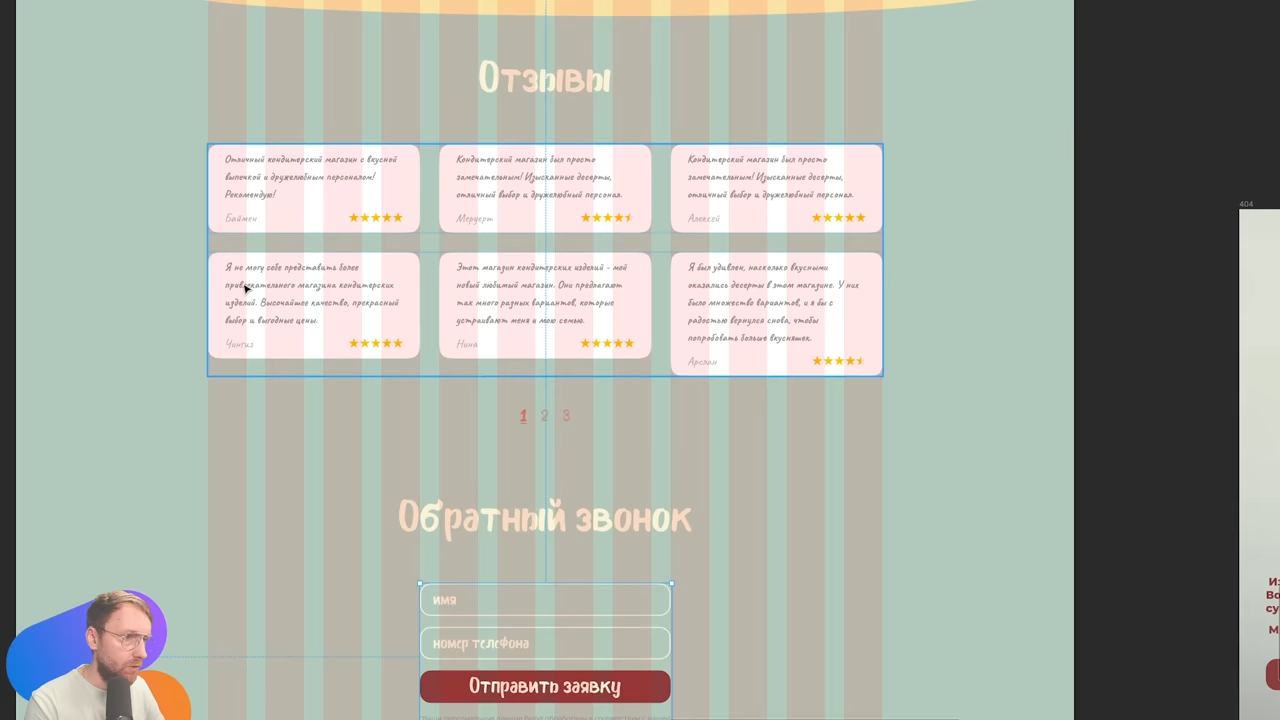 Отзывы
Отличный кондитерский магазин с вкусной
выпечкой и дружелюбным персоналом!
Рекомендую!
Баймен
Кондитерский магазин был просто
замечательным! Изысканные десерты,
отличный выбор и дружелюбный персонал.
Меруерт
Кондитерский магазин был просто
замечательным! Изысканные десерты,
отличный выбор и дружелюбный персонал.
Алексей
Я не могу себе представить более
привлекательного магазина кондитерских
изделий. Высочайшее качество, прекрасный
выбор и выгодные цены.
Чингиз
Этот магазин кондитерских изделий - мой
новый любимый магазин. Они предлагают
так много разных вариантов, которые
устраивают меня и мою семью.
Нина
Я был удивлен, насколько вкусными
оказались десерты в этом магазине. У них
было множество вариантов, и я бы с
радостью вернулся снова, чтобы
попробовать больше вкусняшек.
Арслан
1 2 3
Обратный звонок
имя
номер телефона
Отправить заявку
404